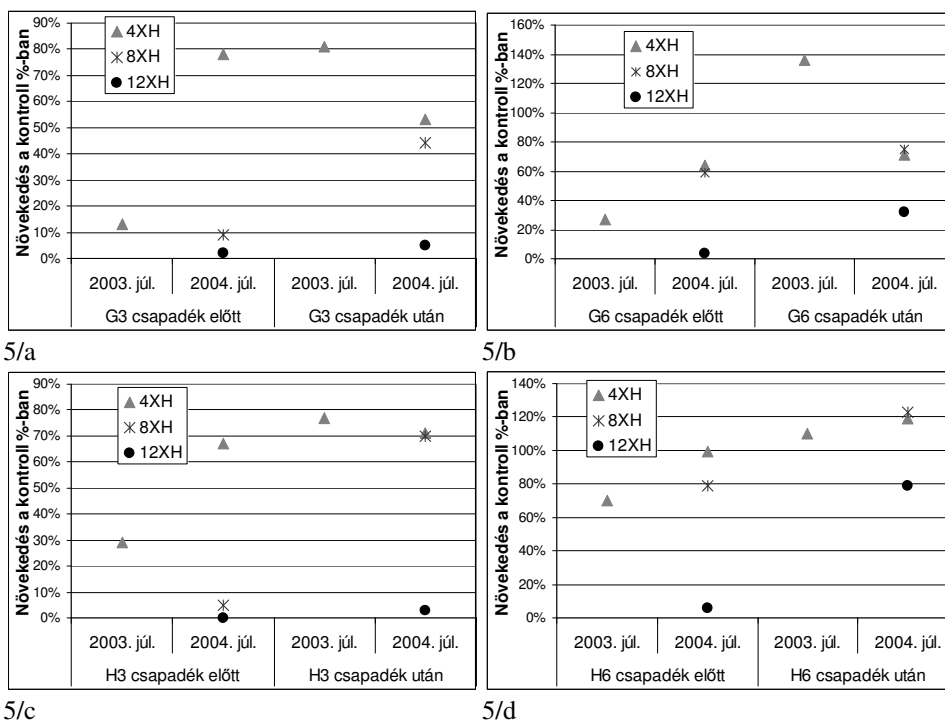 Növekedés a kontroll %-ban
90%
80%
70%
60%
50%
40%
30%
20%
10%
0%
4XH
8XH
12XH
2003. júl.
2004. júl.
2003. júl.
2004. júl.
G3 csapadék előtt
G3 csapadék után
5/a
Növekedés a kontroll %-ban
160%
140%
120%
100%
80%
60%
40%
20%
0%
4XH
8XH
12XH
2003. júl.
2004. júl.
2003. júl.
2004. júl.
G6 csapadék előtt
G6 csapadék után
5/b
Növekedés a kontroll %-ban
90%
80%
70%
60%
50%
40%
30%
20%
10%
0%
4XH
8XH
12XH
2003. júl.
2004. júl.
2003. júl.
2004. júl.
H3 csapadék előtt
H3 csapadék után
5/c
Növekedés a kontroll %-ban
140%
120%
100%
80%
60%
40%
20%
0%
4XH
8XH
12XH
2003. júl.
2004. júl.
2003. júl.
2004. júl.
H6 csapadék előtt
H6 csapadék után
5/d